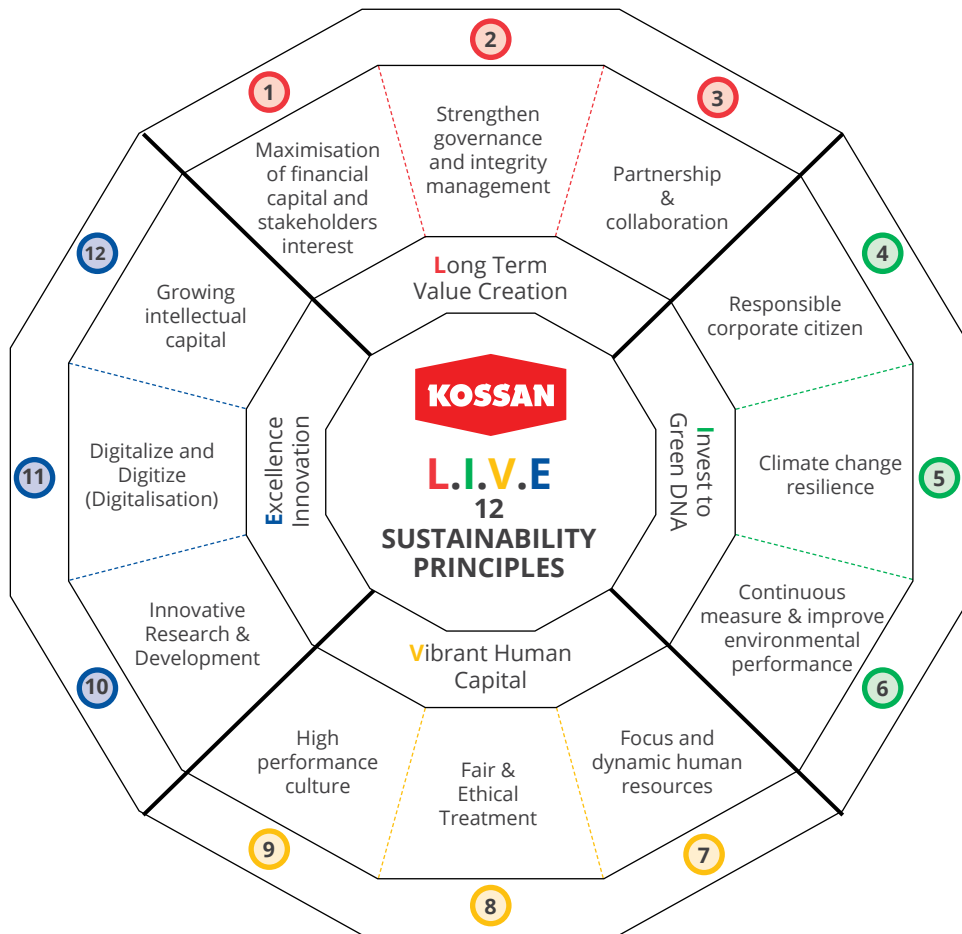 1
Maximisation
of financial
capital and
stakeholders
interest
2
Strengthen
governance
and integrity
management
3
Partnership
&
collaboration
Long Term
Value Creation
4
Responsible
corporate citizen
5
Climate change
resilience
6
Continuous
measure & improve
environmental
performance
Invest to
Green DNA
7
Focus and
dynamic human
resources
8
Fair &
Ethical
Treatment
9
High
performance
culture
Vibrant Human
Capital
10
Innovative
Research &
Development
11
Digitalize and
Digitize
(Digitalisation)
12
Growing
intellectual
capital
Excellence
Innovation
KOSSAN
L.I.V.E
12
SUSTAINABILITY
PRINCIPLES